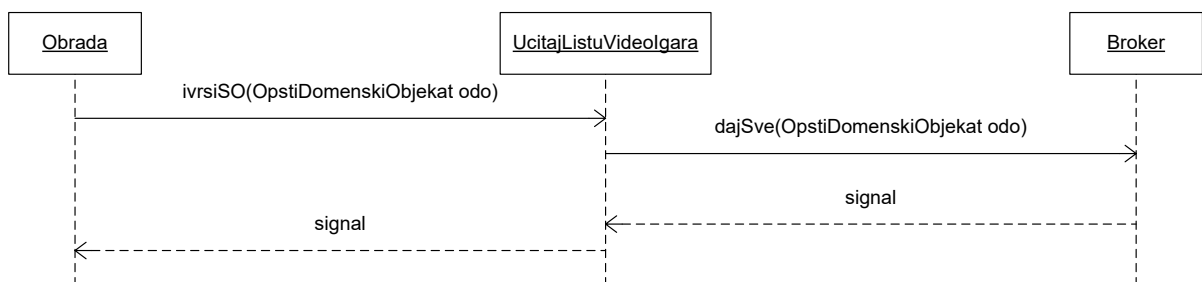 Obrada
UcitajListuVideoIgara
Broker
ivrsiSO(OpstiDomenskiObjekat odo)
dajSve(OpstiDomenskiObjekat odo)
signal
signal